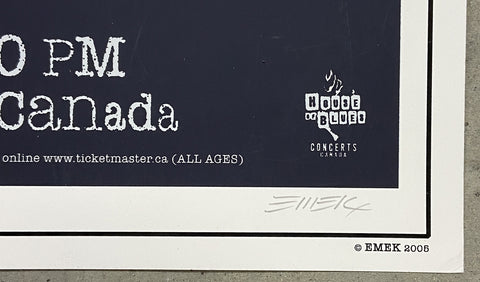 0 PM
Canada
online www.ticketmaster.ca (ALL AGES)
HOUSE
OF BLUES
CONCERTS
CANADA
EMEK
© EMEK 2005